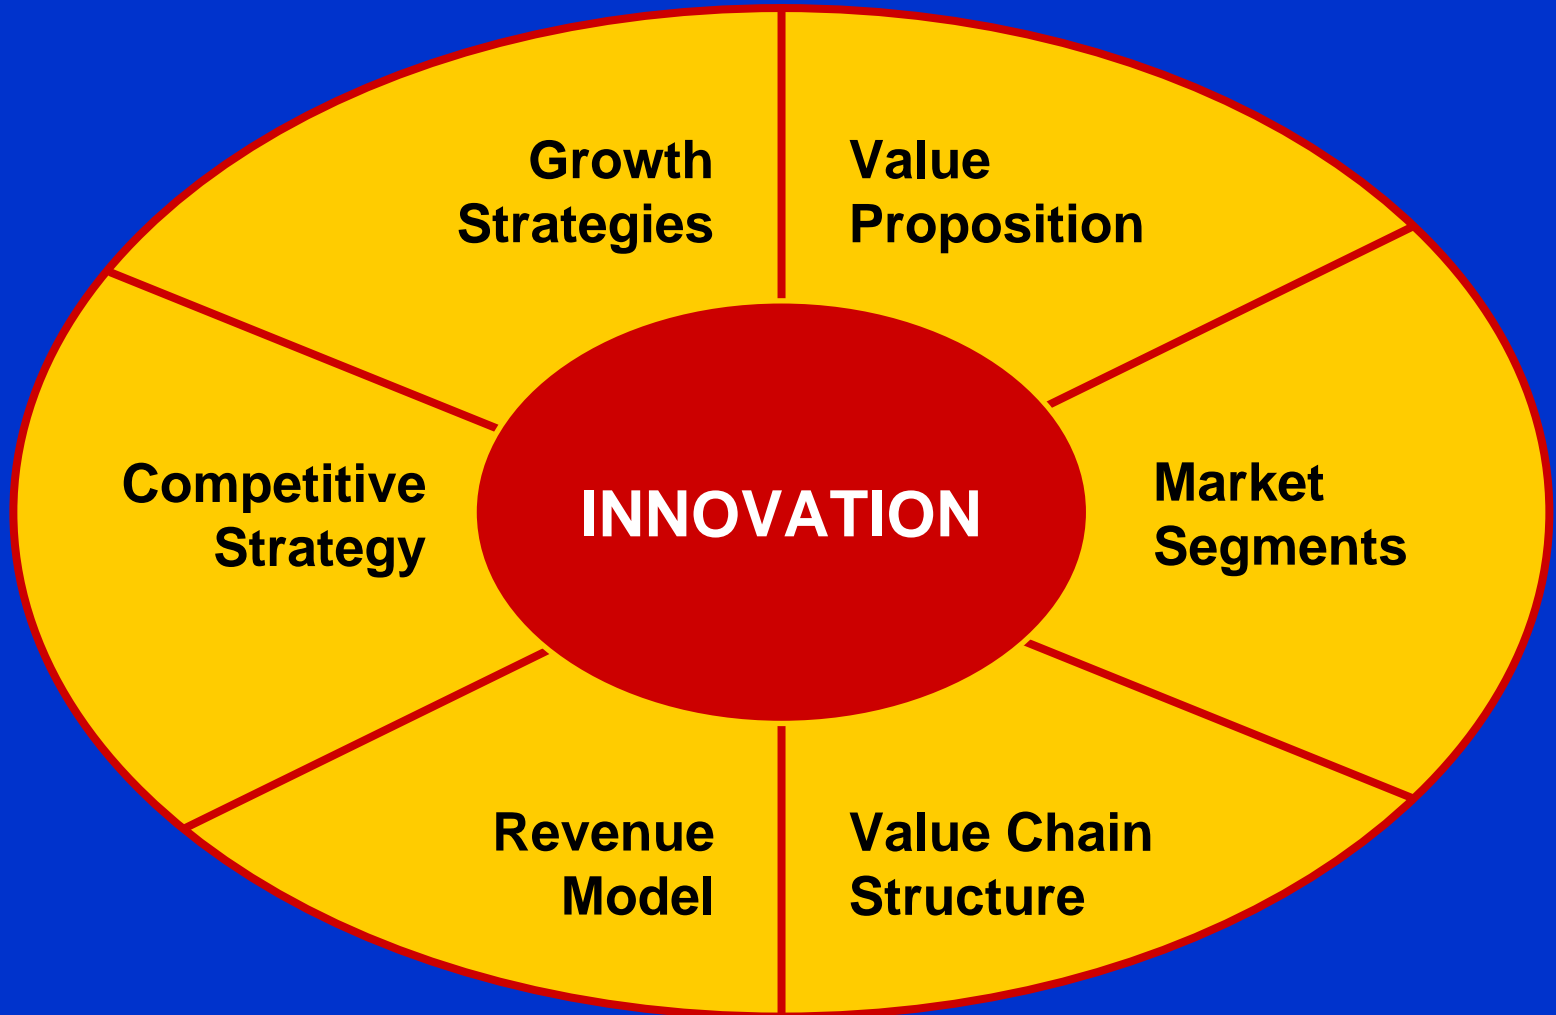 Growth
Strategies
Value
Proposition
Competitive
Strategy
INNOVATION
Market
Segments
Revenue
Model
Value Chain
Structure